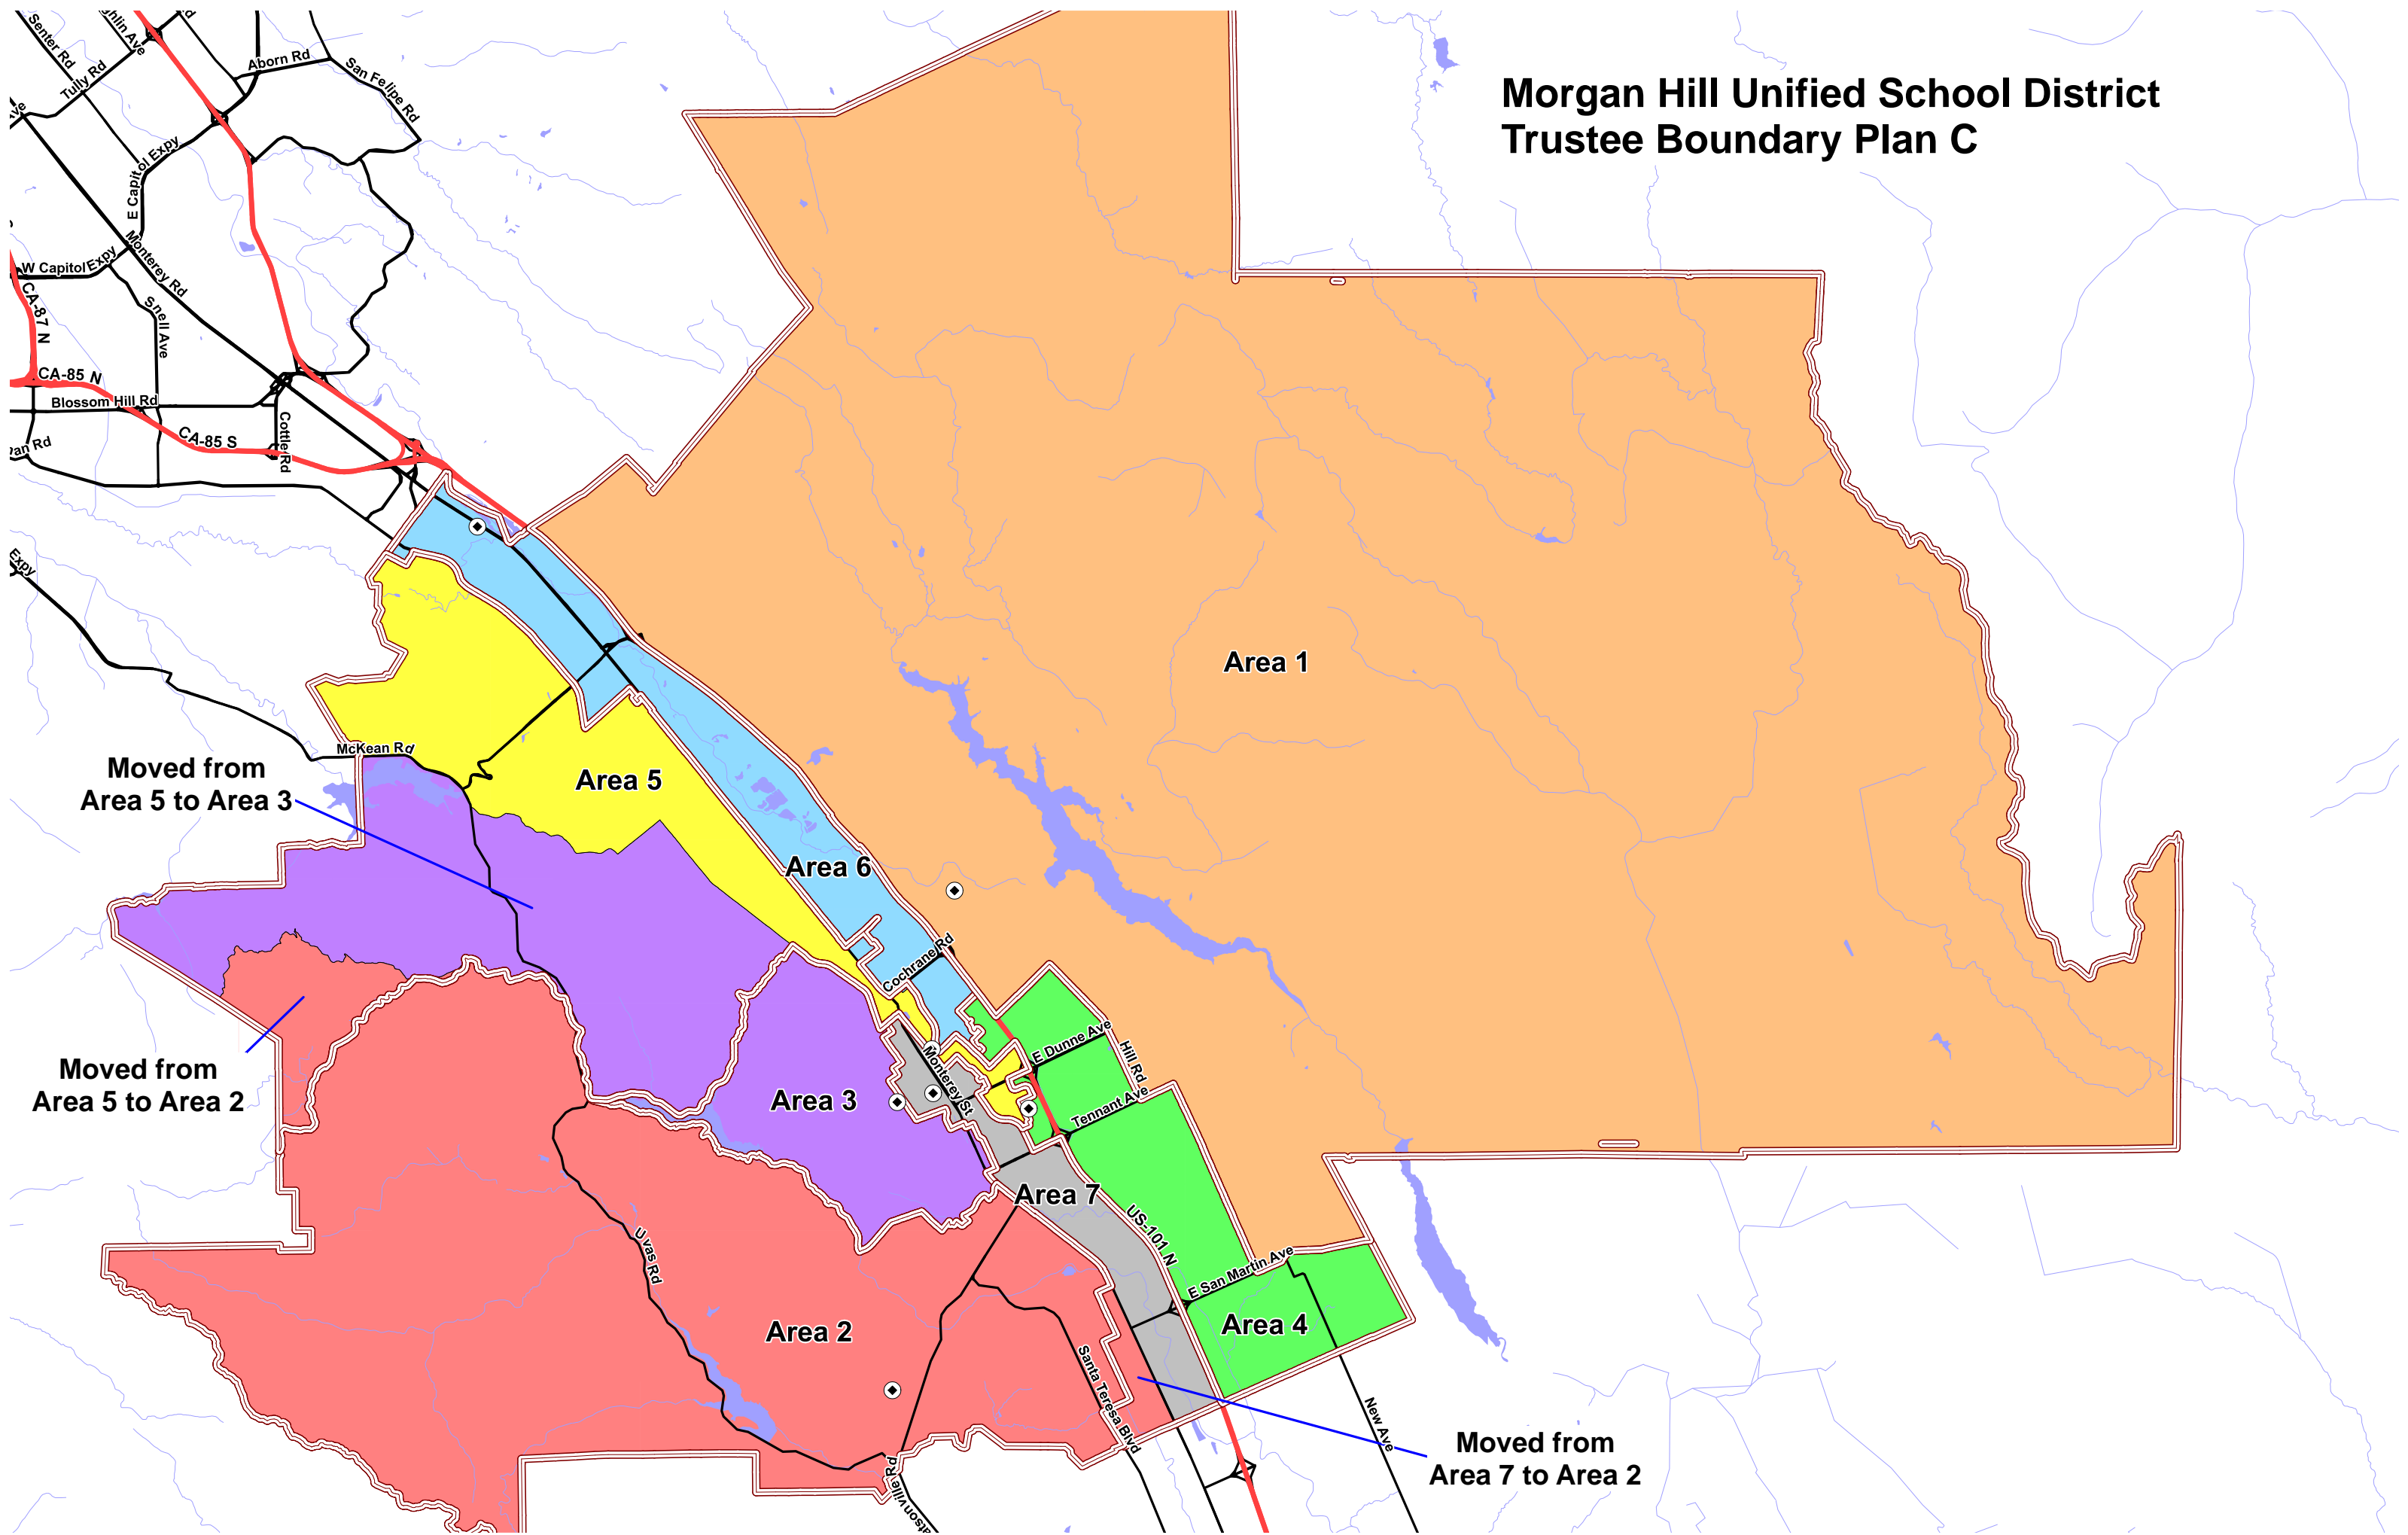 Morgan Hill Unified School District
Trustee Boundary Plan C
Senter Rd
Tully Rd
Aborn Rd
San Felipe Rd
E Capitol Expy
Monterey Rd
W Capitol Expy
CA-87 N
Snell Ave
CA-85 N
Blossom Hill Rd
CA-85 S
Cottle Rd
Expy
Area 1
McKean Rd
Moved from
Area 5 to Area 3
Area 5
Area 6
Cochrane Rd
Moved from
Area 5 to Area 2
Area 3
Monterey St
E Dunne Ave
Hill Rd
Tennant Ave
Area 7
US-101 N
Uvas Rd
E San Martin Ave
Area 2
Area 4
Santa Teresa Blvd
New Ave
Moved from
Area 7 to Area 2